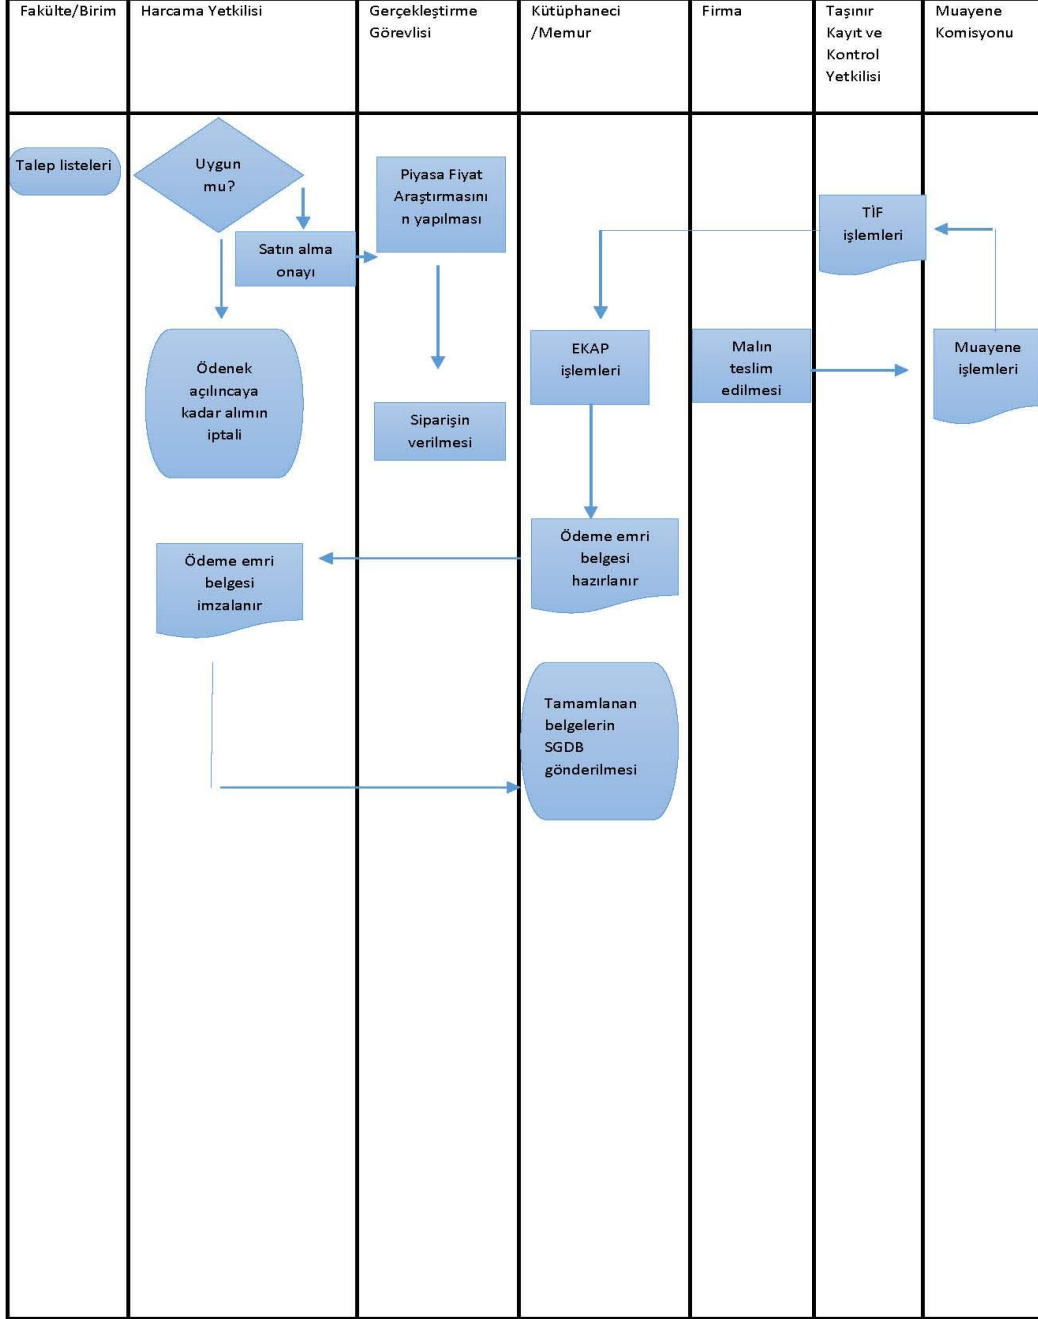 Fakülte/Birim
Harcama Yetkilisi
Gerçekleştirme
Görevlisi
Kütüphaneci
/Memur
Firma
Taşınır
Kayıt ve
Kontrol
Yetkilisi
Muayene
Komisyonu
Talep listeleri
Uygun
mu?
Satın alma
onayı
Piyasa Fiyat
Araştırmasını
n yapılması
TİF
işlemleri
Ödenek
açılıncaya
kadar alımın
iptali
Siparişin
verilmesi
EKAP
işlemleri
Malın
teslim
edilmesi
Muayene
işlemleri
Ödeme emri
belgesi
imzalanır
Ödeme emri
belgesi
hazırlanır
Tamamlanan
belgelerin
SGDB
gönderilmesi